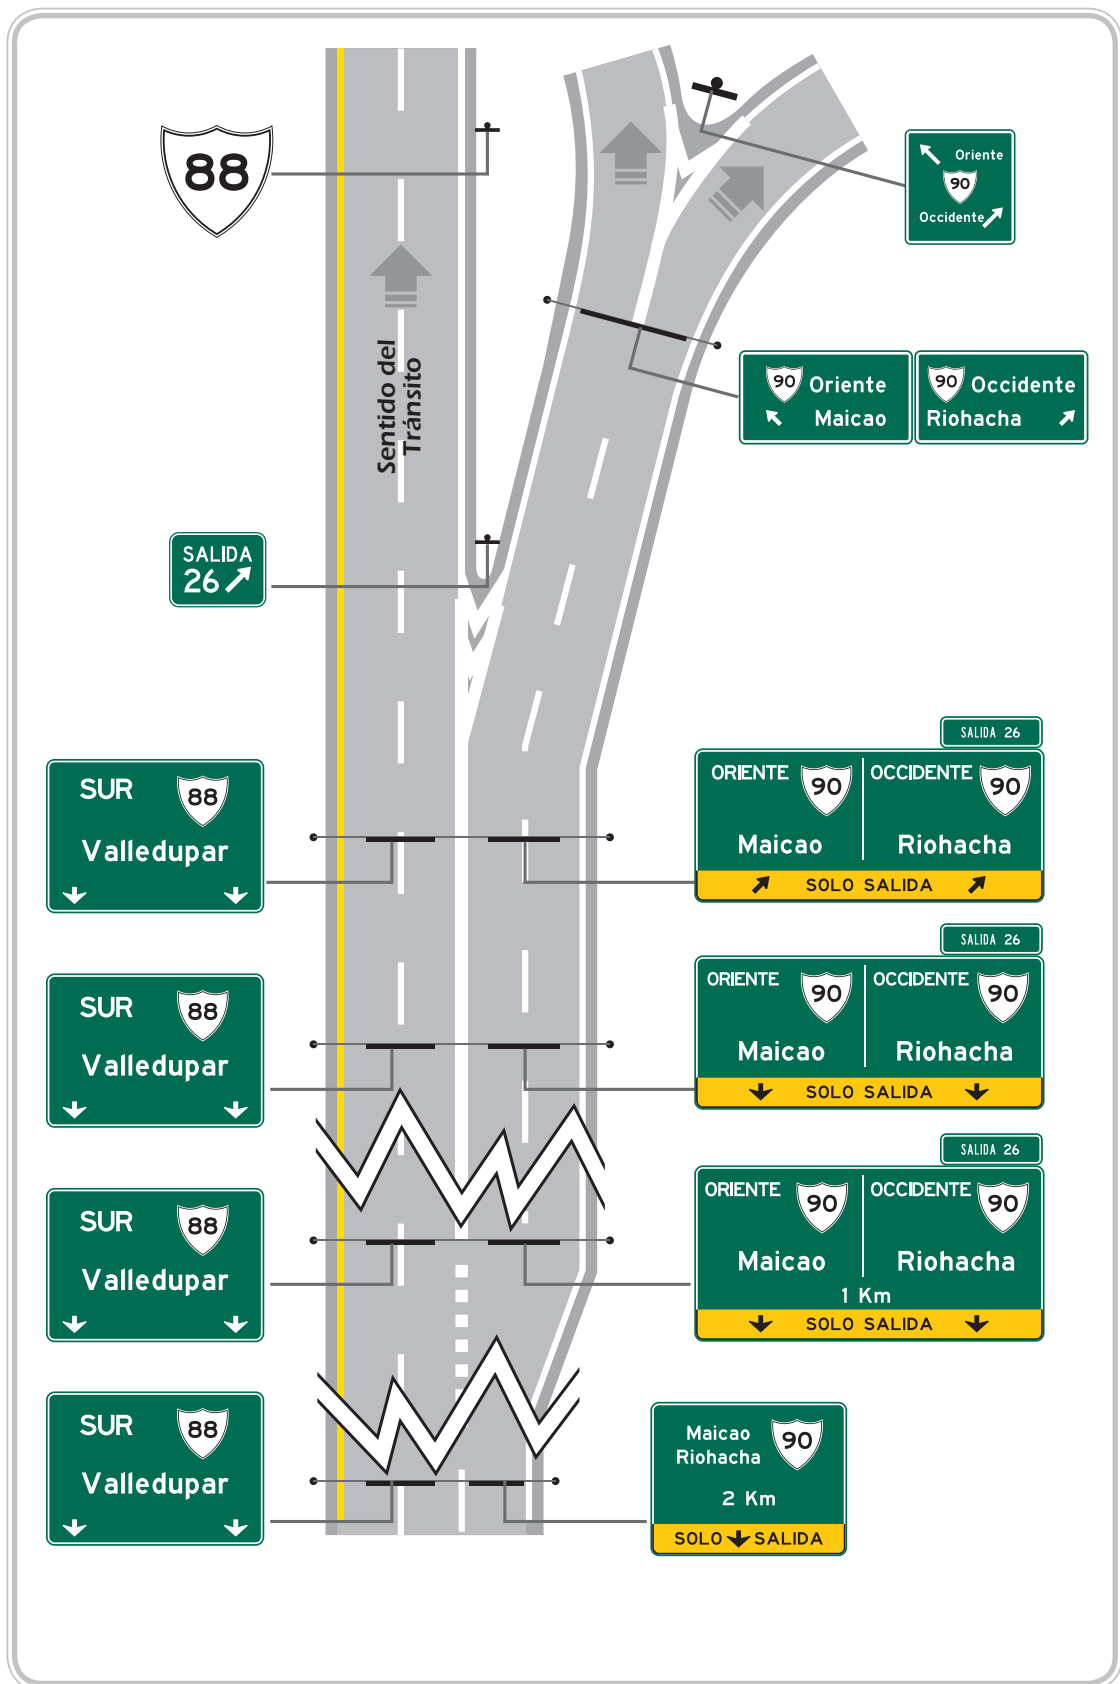 88
Oriente
90
Occidente
Sentido del
Tránsito
90 Oriente
Maicao
90 Occidente
Riohacha
SALIDA
26
SALIDA 26
SUR 88
Valledupar
ORIENTE 90
Maicao
OCCIDENTE 90
Riohacha
SOLO SALIDA
SALIDA 26
SUR 88
Valledupar
ORIENTE 90
Maicao
OCCIDENTE 90
Riohacha
SOLO SALIDA
SALIDA 26
SUR 88
Valledupar
ORIENTE 90
Maicao
OCCIDENTE 90
Riohacha
1 Km
SOLO SALIDA
SUR 88
Valledupar
Maicao
Riohacha
90
2 Km
SOLO SALIDA